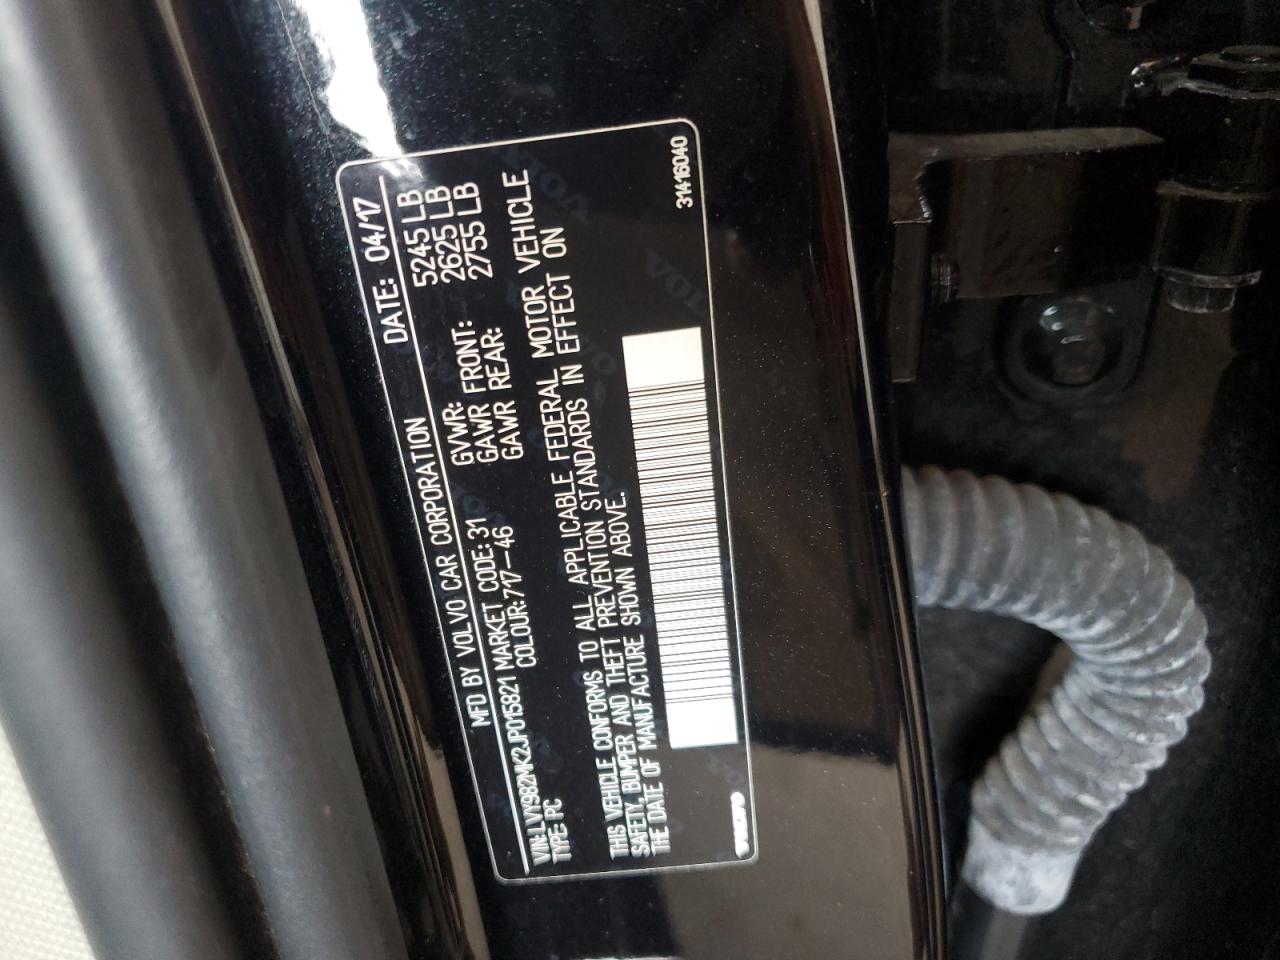 MFD BY VOLVO CAR CORPORATION DATE: 04/17
VIN:LVY982MK2JP015821 MARKET CODE: 31 GVWR: 5245 LB
TYPE: PC COLOUR: 717-46 GAWR FRONT: 2625 LB
GAWR REAR: 2755 LB
THIS VEHICLE CONFORMS TO ALL APPLICABLE FEDERAL MOTOR VEHICLE
SAFETY, BUMPER AND THEFT PREVENTION STANDARDS IN EFFECT ON
THE DATE OF MANUFACTURE SHOWN ABOVE.
VOLVO 31416040